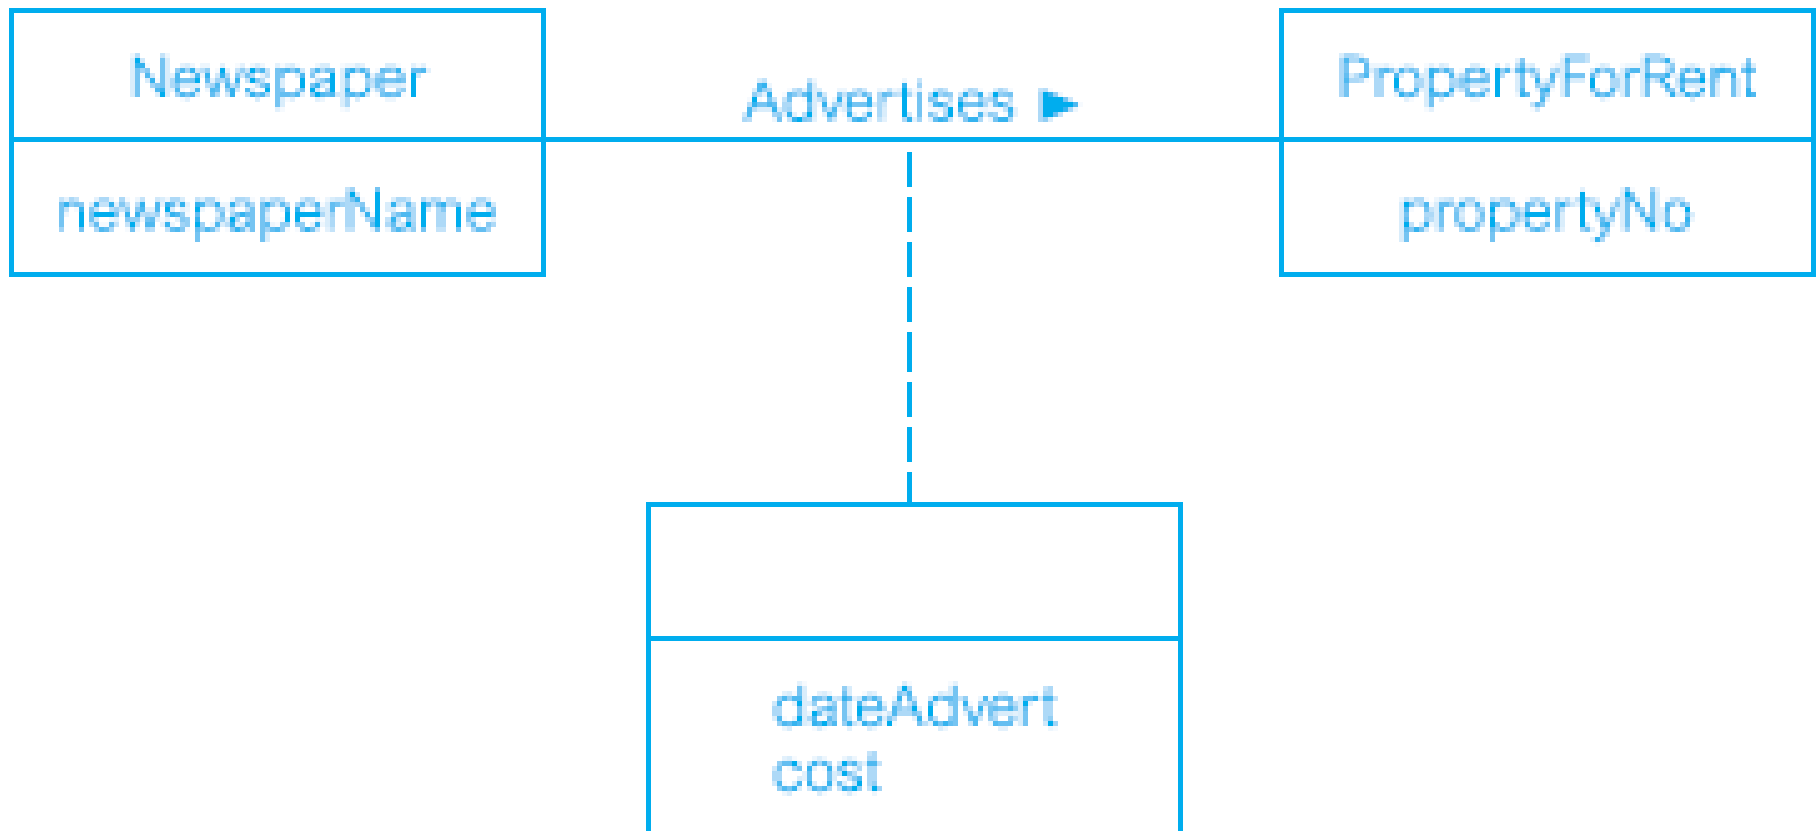 Newspaper
Advertises ►
PropertyForRent
newspaperName
propertyNo
dateAdvert
cost